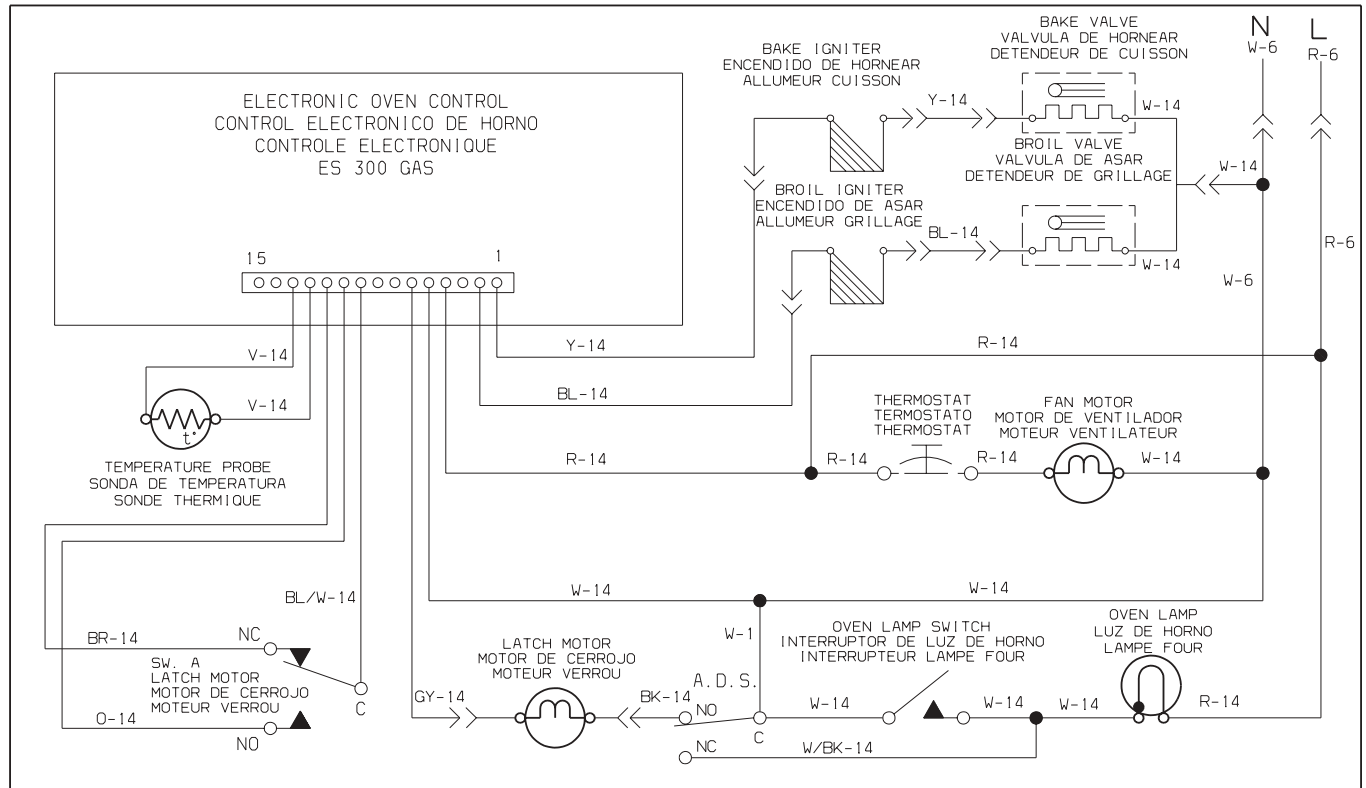 BAKE VALVE
VALVULA DE HORNEAR
DETENDEUR DE CUISSON
N
W-6
L
R-6
BAKE IGNITER
ENCENDIDO DE HORNEAR
ALLUMEUR CUISSON
ELECTRONIC OVEN CONTROL
CONTROL ELECTRONICO DE HORNO
CONTROLE ELECTRONIQUE
ES 300 GAS
Y-14
W-14
BROIL VALVE
VALVULA DE ASAR
DETENDEUR DE GRILLAGE
W-14
BROIL IGNITER
ENCENDIDO DE ASAR
ALLUMEUR GRILLAGE
BL-14
W-14
R-6
W-6
15
1
Y-14
R-14
V-14
BL-14
V-14
THERMOSTAT
TERMOSTATO
THERMOSTAT
FAN MOTOR
MOTOR DE VENTILADOR
MOTEUR VENTILATEUR
t°
R-14
R-14
R-14
W-14
TEMPERATURE PROBE
SONDA DE TEMPERATURA
SONDE THERMIQUE
BL/W-14
W-14
W-14
BR-14
NC
SW. A
LATCH MOTOR
MOTOR DE CERROJO
MOTEUR VERROU
C
O-14
NO
LATCH MOTOR
MOTOR DE CERROJO
MOTEUR VERROU
W-1
OVEN LAMP SWITCH
INTERRUPTOR DE LUZ DE HORNO
INTERRUPTEUR LAMPE FOUR
OVEN LAMP
LUZ DE HORNO
LAMPE FOUR
GY-14
BK-14
A.D.S.
NO
C
W-14
W-14
W-14
R-14
NC
W/BK-14